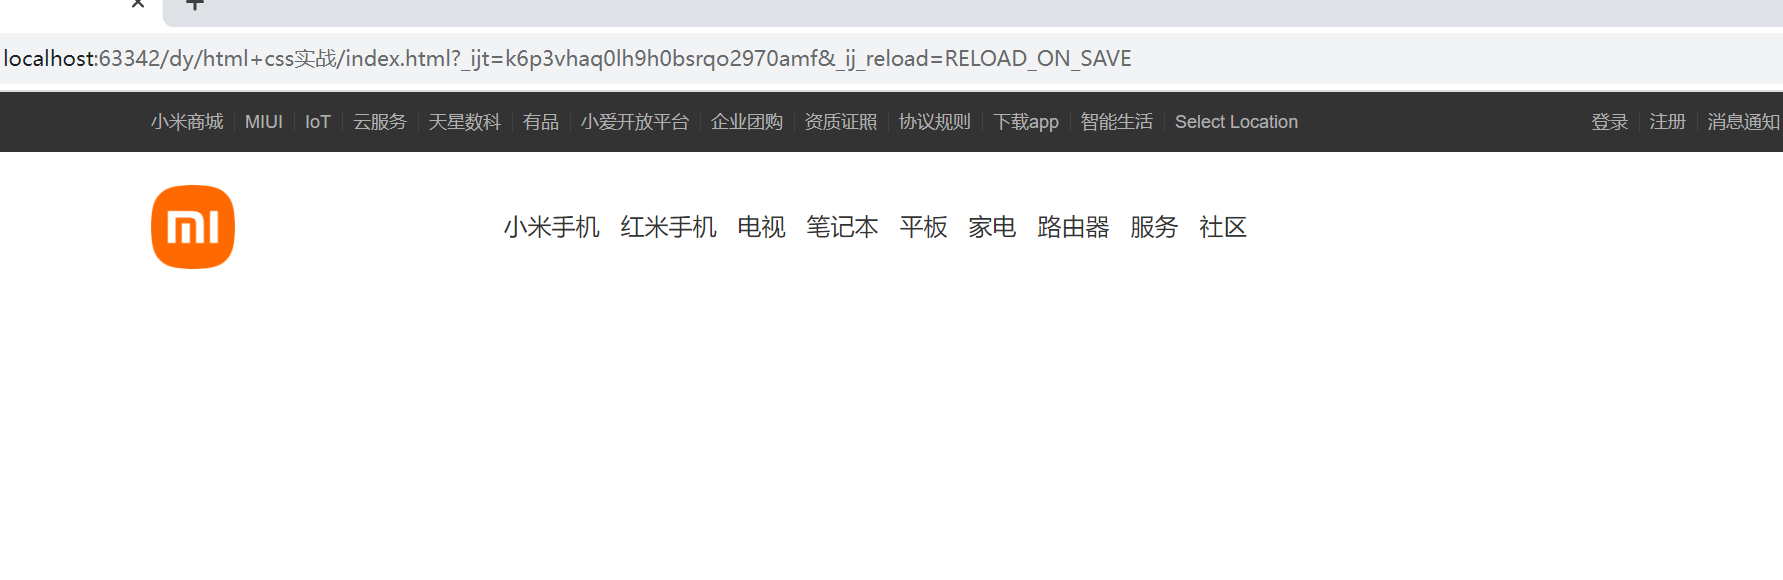 localhost:63342/dy/html+css实战/index.html?_ijt=k6p3vhaq0lh9h0bsrqo2970amf&_ij_reload=RELOAD_ON_SAVE
小米商城 MIUI IoT 云服务 天星数科 有品 小爱开放平台 企业团购 资质证照 协议规则 下载app 智能生活 Select Location 登录 注册 消息通知
mi 小米手机 红米手机 电视 笔记本 平板 家电 路由器 服务 社区